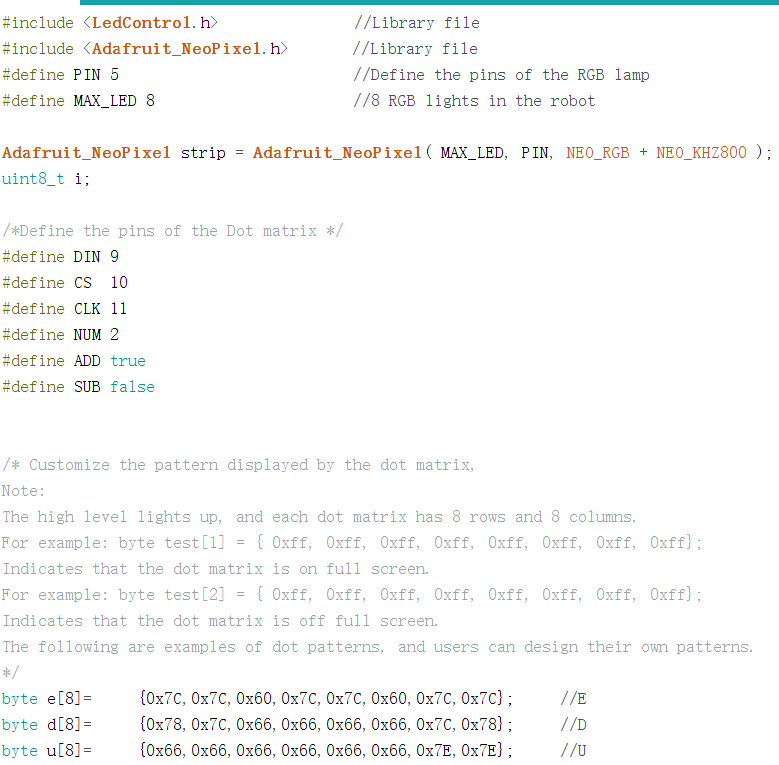 #include <LedControl.h>               //Library file
#include <Adafruit_NeoPixel.h>       //Library file
#define PIN 5                          //Define the pins of the RGB lamp
#define MAX_LED 8                      //8 RGB lights in the robot
Adafruit_NeoPixel strip = Adafruit_NeoPixel( MAX_LED, PIN, NEO_RGB + NEO_KHZ800 );
uint8_t i;
/*Define the pins of the Dot matrix */
#define DIN 9
#define CS  10
#define CLK 11
#define NUM 2
#define ADD true
#define SUB false
/* Customize the pattern displayed by the dot matrix,
Note:
The high level lights up, and each dot matrix has 8 rows and 8 columns.
For example: byte test[1] = { 0xff, 0xff, 0xff, 0xff, 0xff, 0xff, 0xff, 0xff};
Indicates that the dot matrix is on full screen.
For example: byte test[2] = { 0xff, 0xff, 0xff, 0xff, 0xff, 0xff, 0xff, 0xff};
Indicates that the dot matrix is off full screen.
The following are examples of dot patterns, and users can design their own patterns.
*/
byte e[8]=     {0x7C,0x7C,0x60,0x7C,0x7C,0x60,0x7C,0x7C};     //E
byte d[8]=     {0x78,0x7C,0x66,0x66,0x66,0x66,0x7C,0x78};     //D
byte u[8]=     {0x66,0x66,0x66,0x66,0x66,0x66,0x7E,0x7E};     //U